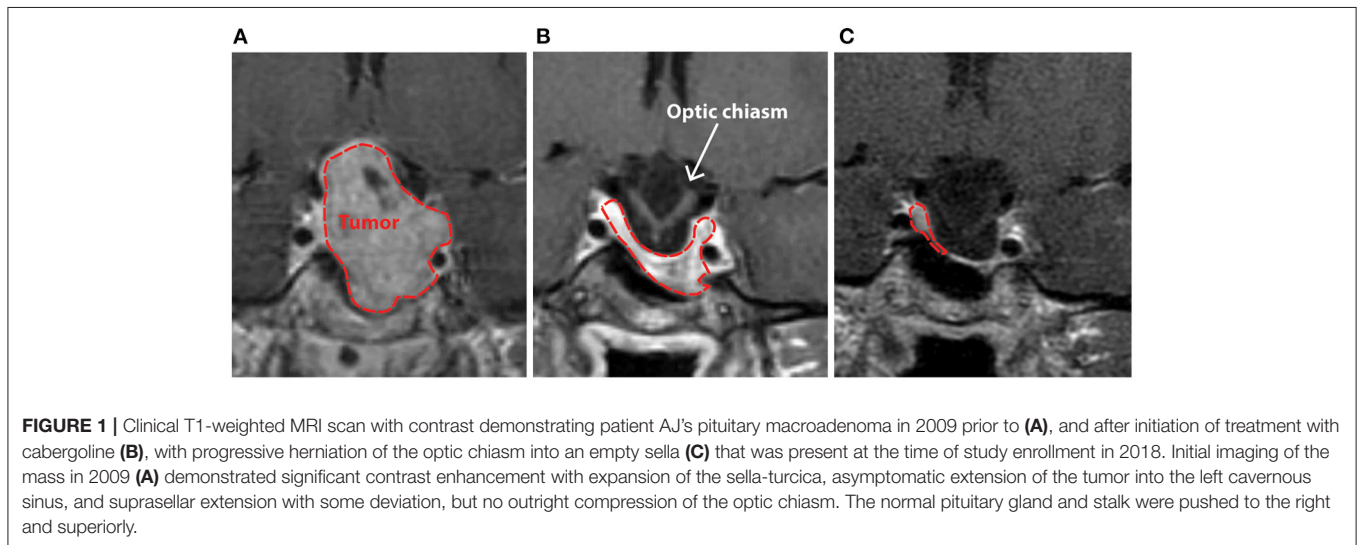 A
B
C
Optic chiasm
Tumor
FIGURE 1 | Clinical T1-weighted MRI scan with contrast demonstrating patient AJ's pituitary macroadenoma in 2009 prior to (A), and after initiation of treatment with
cabergoline (B), with progressive herniation of the optic chiasm into an empty sella (C) that was present at the time of study enrollment in 2018. Initial imaging of the
mass in 2009 (A) demonstrated significant contrast enhancement with expansion of the sella-turcica, asymptomatic extension of the tumor into the left cavernous
sinus, and suprasellar extension with some deviation, but no outright compression of the optic chiasm. The normal pituitary gland and stalk were pushed to the right
and superiorly.